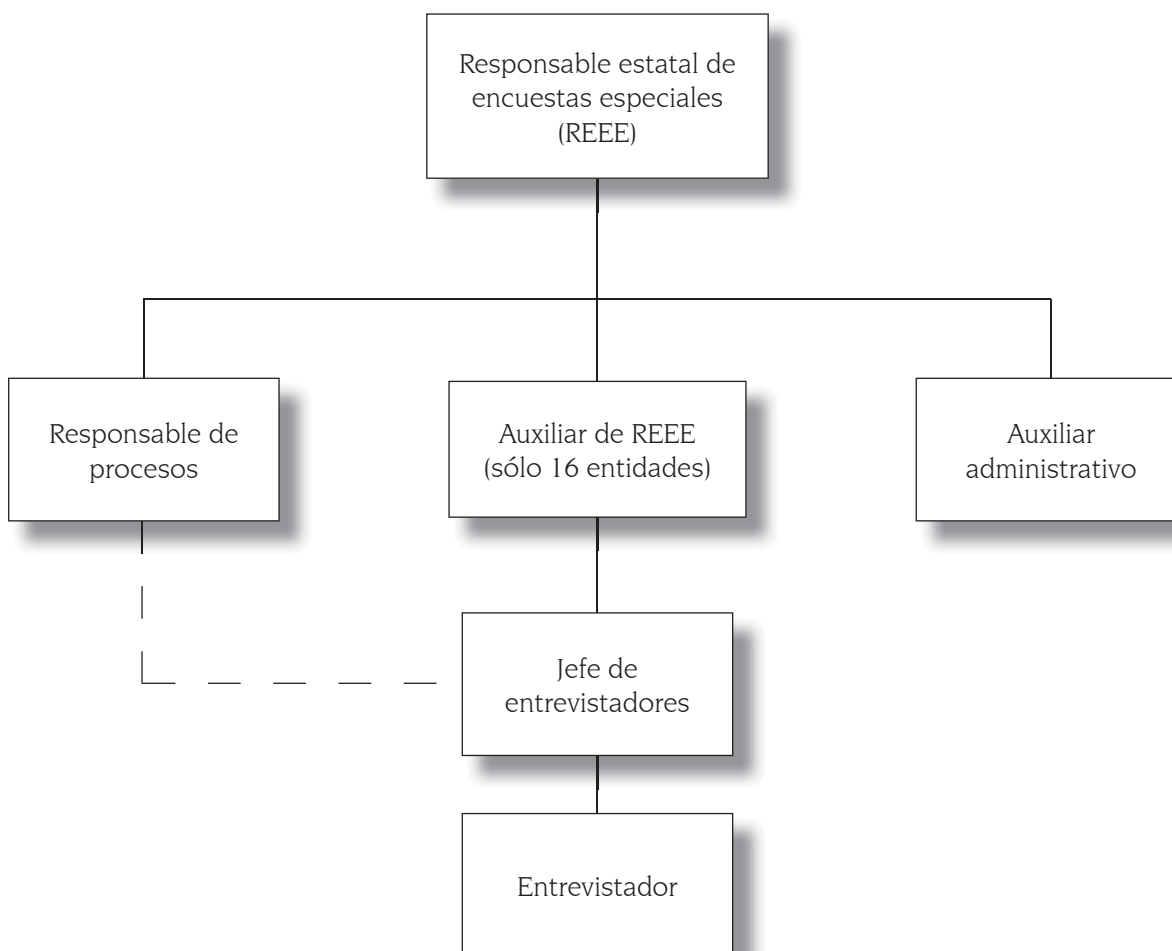 Responsable estatal de
encuestas especiales
(REEE)
Responsable de
procesos
Auxiliar de REEE
(sólo 16 entidades)
Auxiliar
administrativo
Jefe de
entrevistadores
Entrevistador